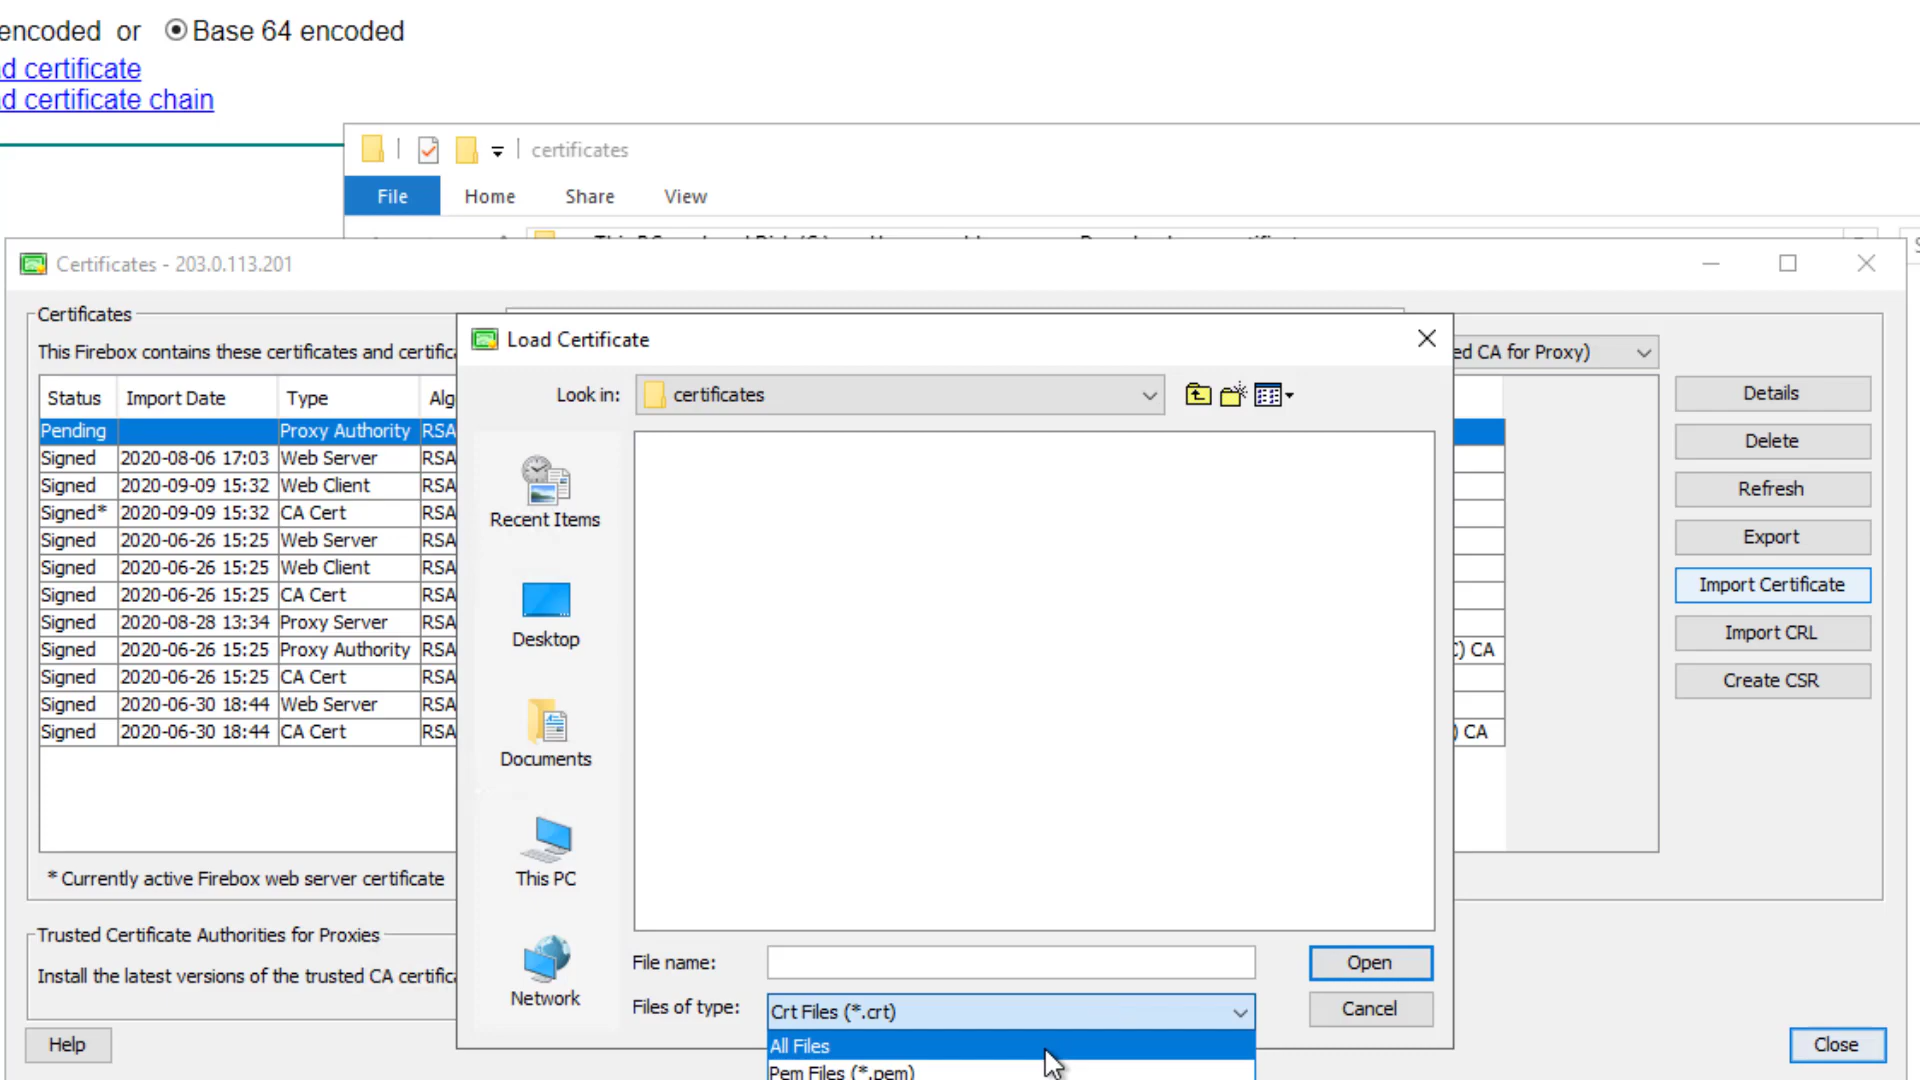 encoded or Base 64 encoded
d certificate
d certificate chain
certificates
File Home Share View
Certificates - 203.0.113.201
Certificates
This Firebox contains these certificates and certific
ed CA for Proxy)
Load Certificate
Look in: certificates
Status Import Date Type Alg
Pending Proxy Authority RSA
Signed 2020-08-06 17:03 Web Server RSA
Signed 2020-09-09 15:32 Web Client RSA
Signed* 2020-09-09 15:32 CA Cert RSA
Signed 2020-06-26 15:25 Web Server RSA
Signed 2020-06-26 15:25 Web Client RSA
Signed 2020-06-26 15:25 CA Cert RSA
Signed 2020-08-28 13:34 Proxy Server RSA
Signed 2020-06-26 15:25 Proxy Authority RSA
Signed 2020-06-26 15:25 CA Cert RSA
Signed 2020-06-30 18:44 Web Server RSA
Signed 2020-06-30 18:44 CA Cert RSA
* Currently active Firebox web server certificate
Trusted Certificate Authorities for Proxies
Install the latest versions of the trusted CA certifica
Help
Recent Items
Desktop
Documents
This PC
Network
File name:
Files of type: Crt Files (*.crt)
All Files
Pem Files (*.pem)
Open
Cancel
) CA
) CA
Details
Delete
Refresh
Export
Import Certificate
Import CRL
Create CSR
Close